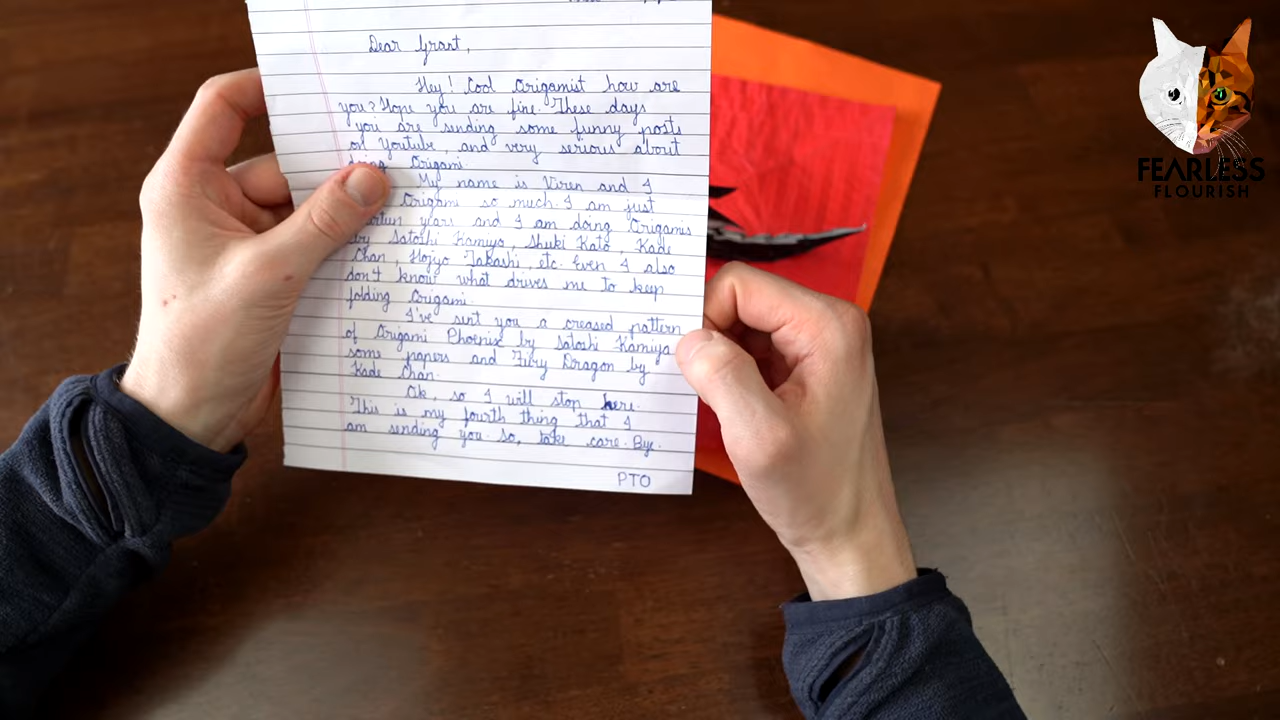 Dear Grant,
Hey! Cool Origamist how are
you? Hope you are fine. These days
you are sending some funny posts
on Youtube, and very serious about
Origami.
My name is Viren and I
Origami so much. I am just
years and I am doing Origamis
by Satoshi Kamiya, Shuki Kato, Kade
Chan, Hojyo Takashi, etc. Even I also
don't know what drives me to keep
folding Origami.
I've sent you a creased pattern
of Origami Phoenix by Satoshi Kamiya
some papers and Fiery Dragon by
Kade Chan.
Ok, so I will stop here.
This is my fourth thing that I
am sending you. So, take care. Bye.
PTO
FEARLESS
FLOURISH